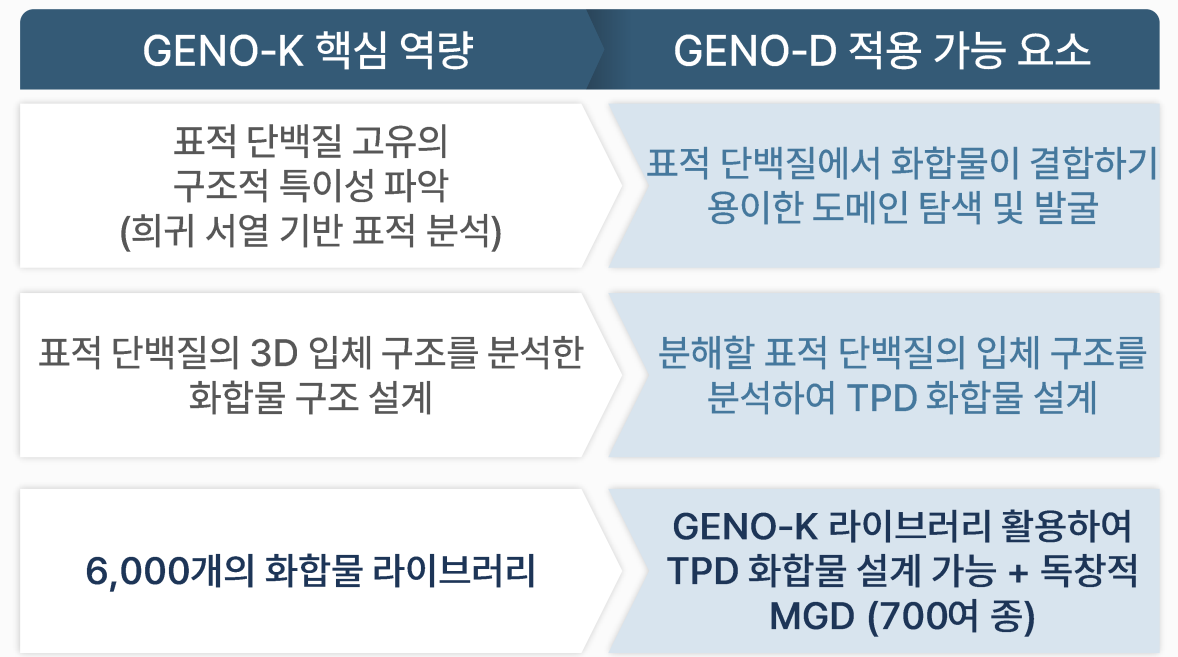 GENO-K 핵심 역량
GENO-D 적용 가능 요소
표적 단백질 고유의
구조적 특이성 파악
(희귀 서열 기반 표적 분석)
표적 단백질에서 화합물이 결합하기
용이한 도메인 탐색 및 발굴
표적 단백질의 3D 입체 구조를 분석한
화합물 구조 설계
분해할 표적 단백질의 입체 구조를
분석하여 TPD 화합물 설계
6,000개의 화합물 라이브러리
GENO-K 라이브러리 활용하여
TPD 화합물 설계 가능 + 독창적
MGD (700여 종)